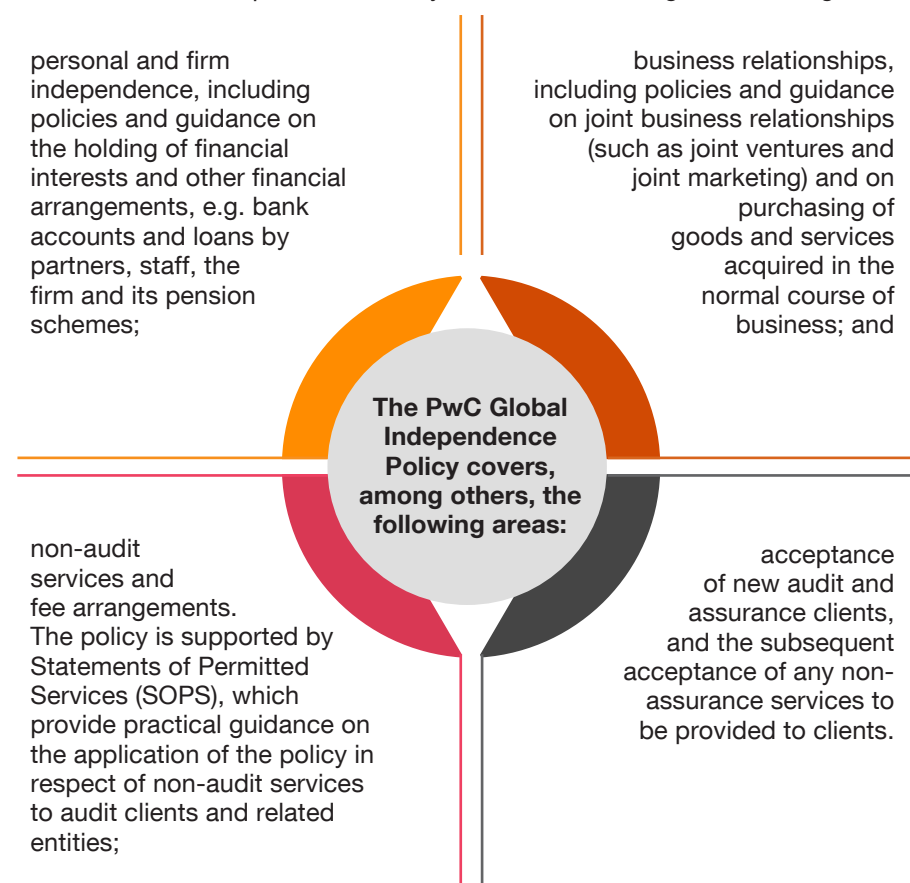 personal and firm
independence, including
policies and guidance on
the holding of financial
interests and other financial
arrangements, e.g. bank
accounts and loans by
partners, staff, the
firm and its pension
schemes;
non-audit
services and
fee arrangements.
The policy is supported by
Statements of Permitted
Services (SOPS), which
provide practical guidance on
the application of the policy in
respect of non-audit services
to audit clients and related
entities;
business relationships,
including policies and guidance
on joint business relationships
(such as joint ventures and
joint marketing) and on
purchasing of
goods and services
acquired in the
normal course of
business; and
acceptance
of new audit and
assurance clients,
and the subsequent
acceptance of any non-
assurance services to
be provided to clients.
The PwC Global
Independence
Policy covers,
among others, the
following areas: